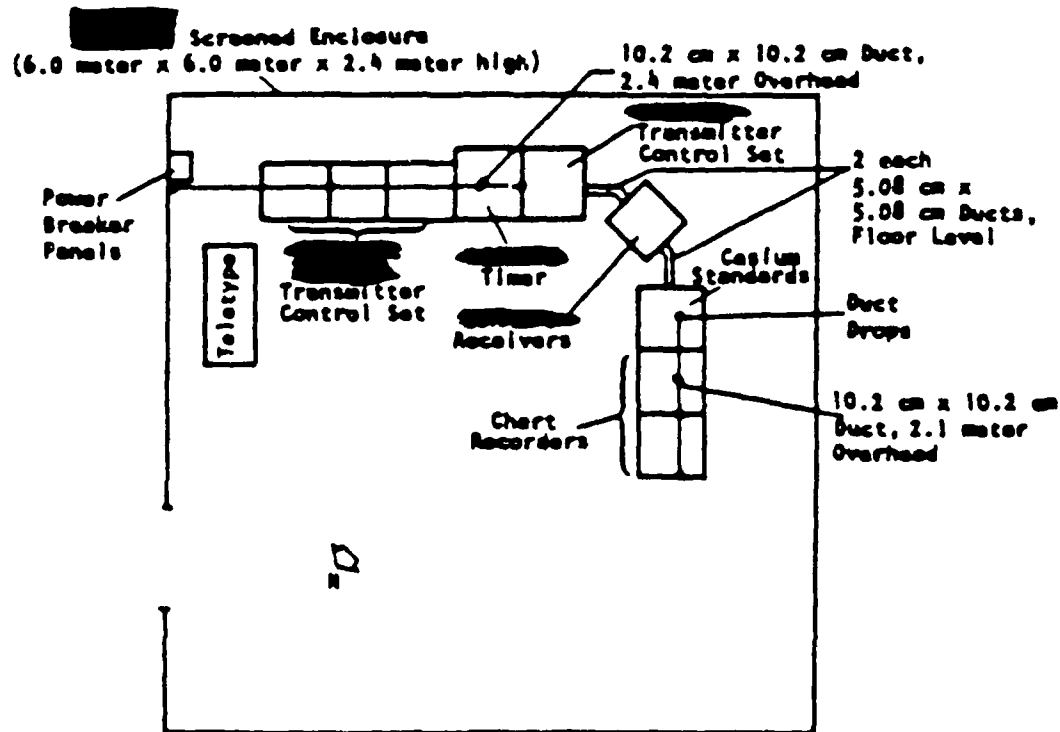 Screened Enclosure
(6.0 meter x 6.0 meter x 2.4 meter high)
10.2 cm x 10.2 cm Duct,
2.4 meter Overhead
Transmitter
Control Set
2 each
5.08 cm x
5.08 cm Ducts,
Floor Level
Power
Breaker
Panels
Teletype
Transmitter
Control Set
Timer
Receivers
Cesium
Standards
Duct
Drops
Chart
Recorders
10.2 cm x 10.2 cm
Duct, 2.1 meter
Overhead
N